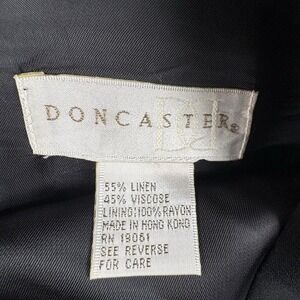 DONCASTER®
55% LINEN
45% VISCOSE
LINING:100% RAYON
MADE IN HONG KONG
RN 19061
SEE REVERSE
FOR CARE